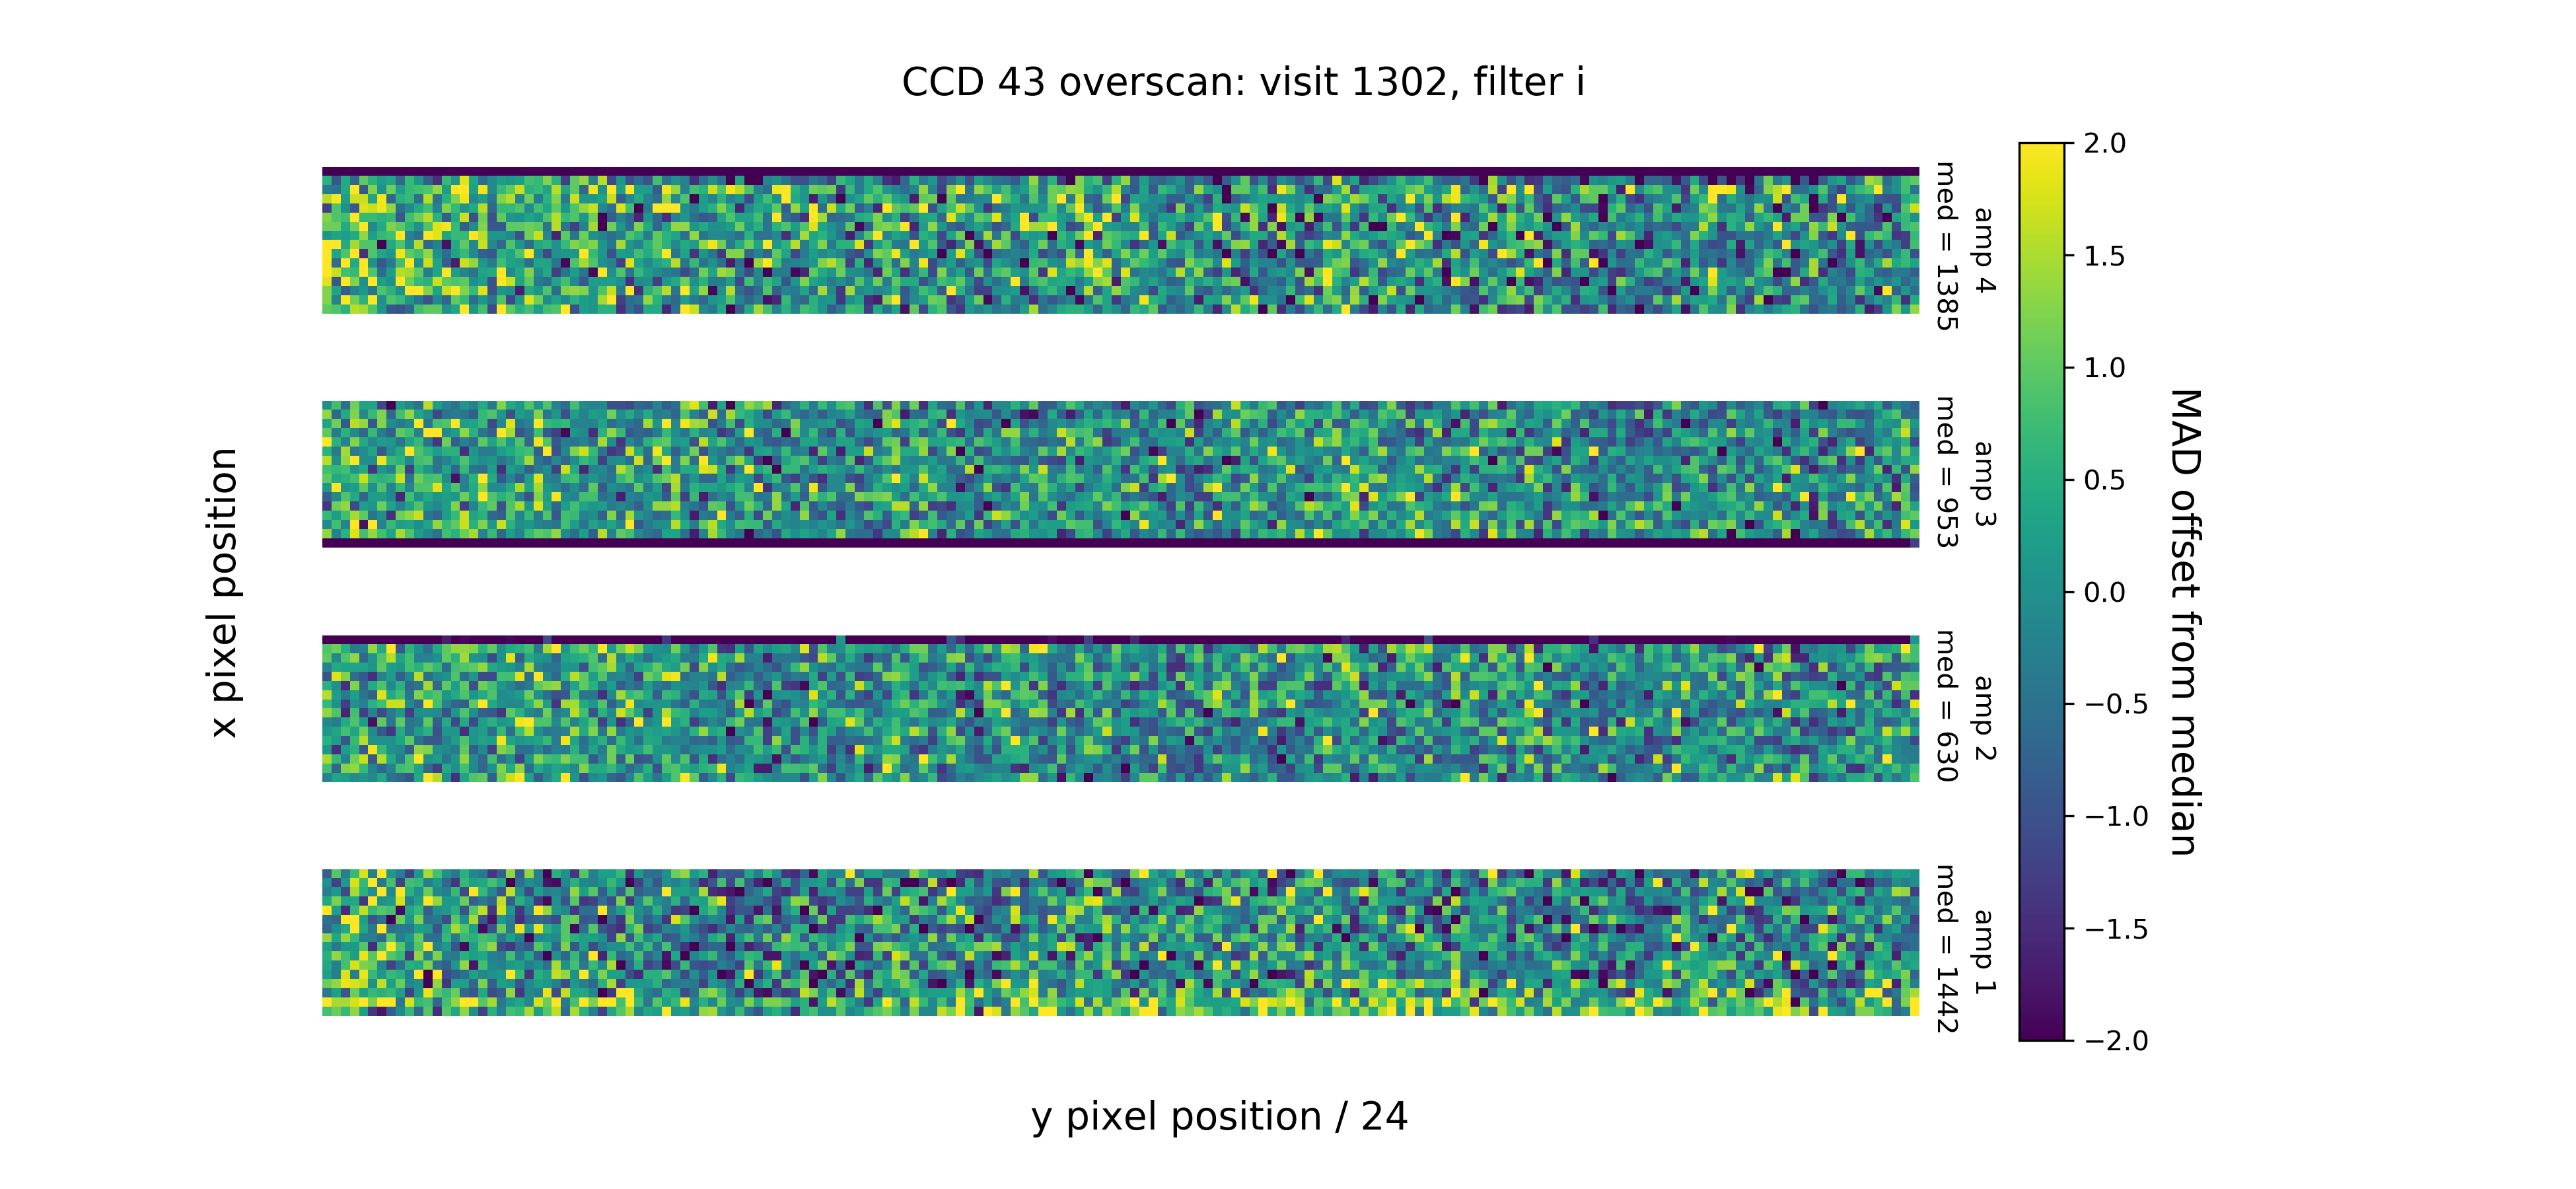 CCD 43 overscan: visit 1302, filter i
x pixel position
y pixel position / 24
amp 4
med = 1385
amp 3
med = 953
amp 2
med = 630
amp 1
med = 1442
2.0
1.5
1.0
0.5
0.0
−0.5
−1.0
−1.5
−2.0
MAD offset from median